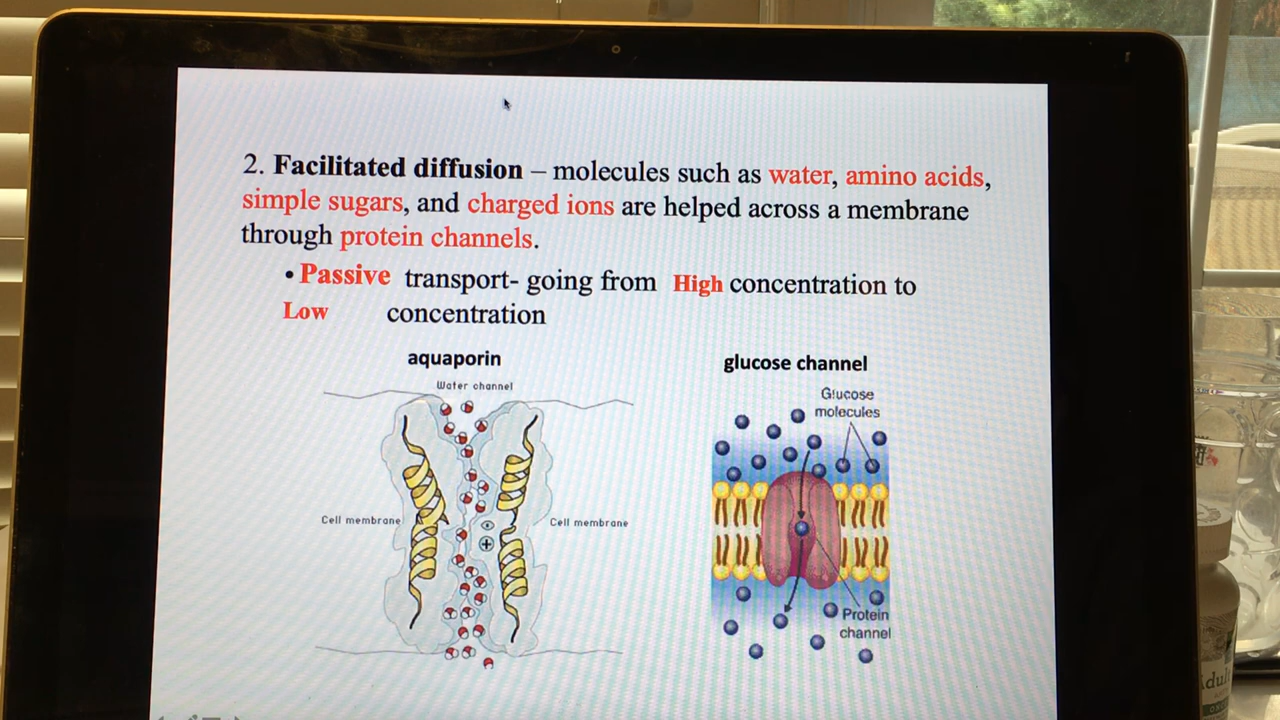 2. Facilitated diffusion – molecules such as water, amino acids,
simple sugars, and charged ions are helped across a membrane
through protein channels.
• Passive transport- going from High concentration to
Low concentration
aquaporin
glucose channel
Water channel
Glucose
molecules
Cell membrane
Cell membrane
Protein
channel